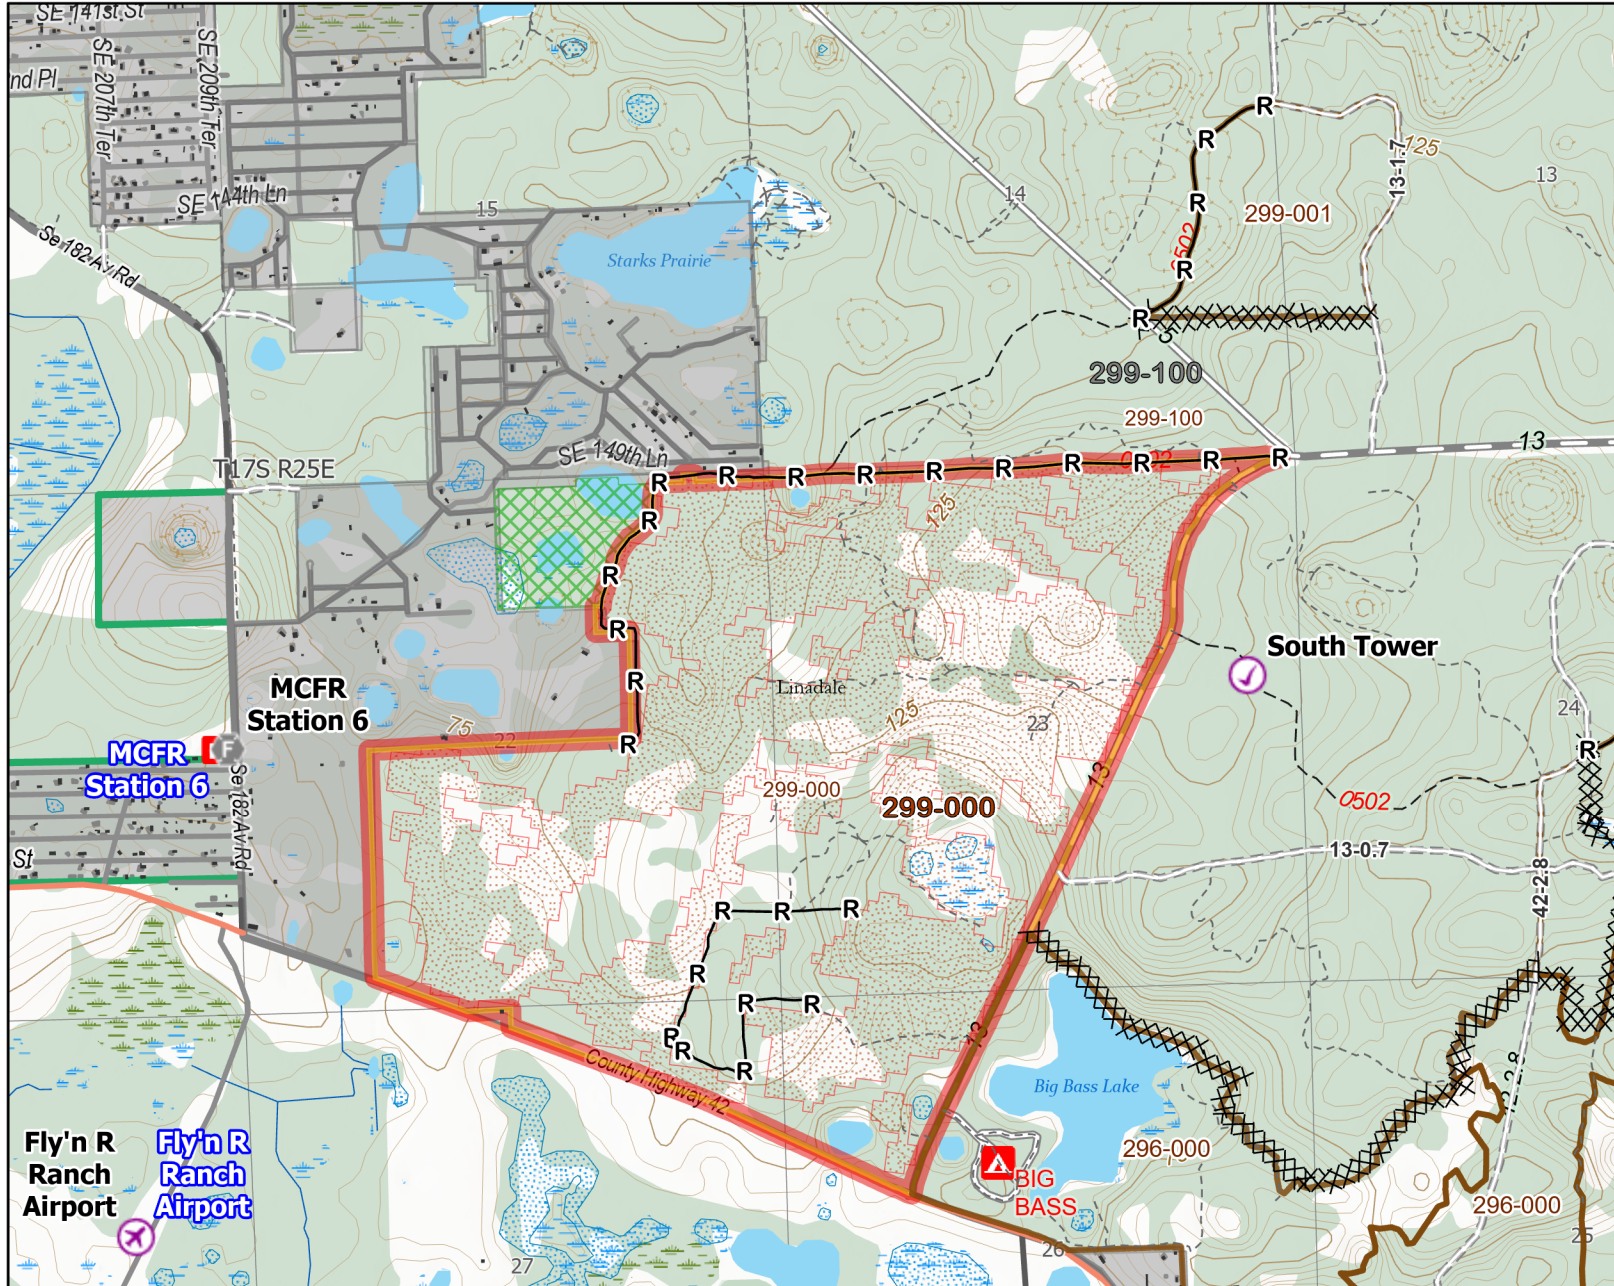 SE 141st St
SE 207th Ter
SE 209th Ter
nd Pl
SE 144th Ln
15
14
13
13-1.7
125
299-001
0502
Se 182 Av Rd
Starks Prairie
R
R
R
R
R
5
299-100
299-100
SE 149th Ln
T17S R25E
13
R
R
R
R
R
R
R
R
R
R
125
R
R
R
R
R
South Tower
MCFR
Station 6
F
MCFR
Station 6
75
22
Linadale
125
23
24
R
13
299-000
299-000
0502
13-0.7
42-2.8
Se 182 Av Rd
St
R
R
R
R
R
R
R
R
R
13
County Highway 42
Big Bass Lake
296-000
BIG
BASS
296-000
Fly'n R
Ranch
Airport
Fly'n R
Ranch
Airport
27
26
25